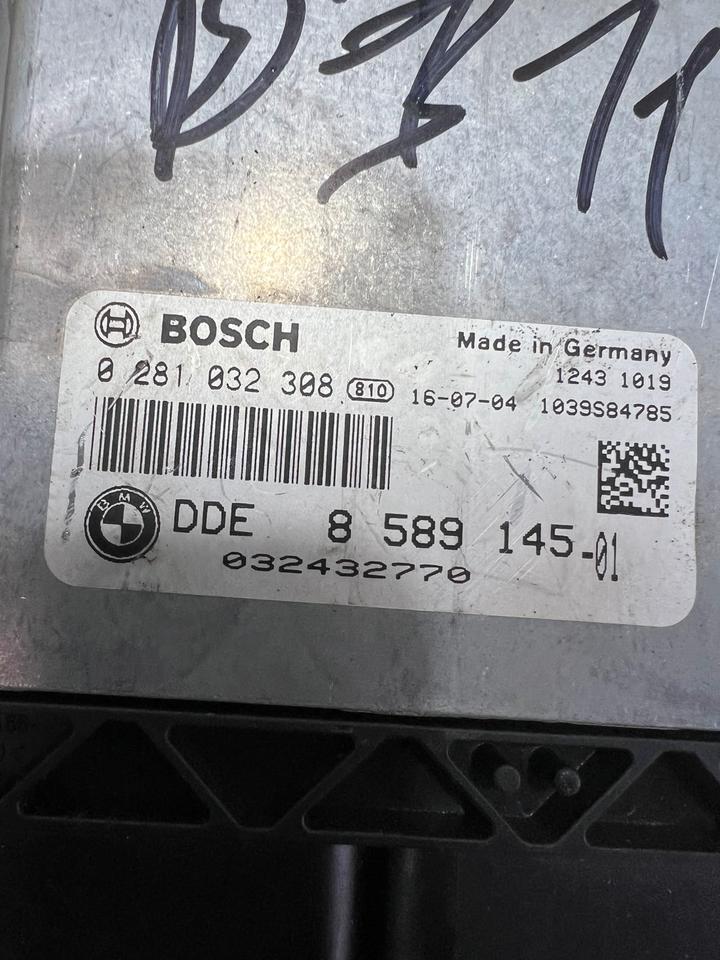 BOSCH
Made in Germany
1243 1019
0 281 032 308 810 16-07-04 1039S84785
BMW
DDE 8 589 145-01
032432770